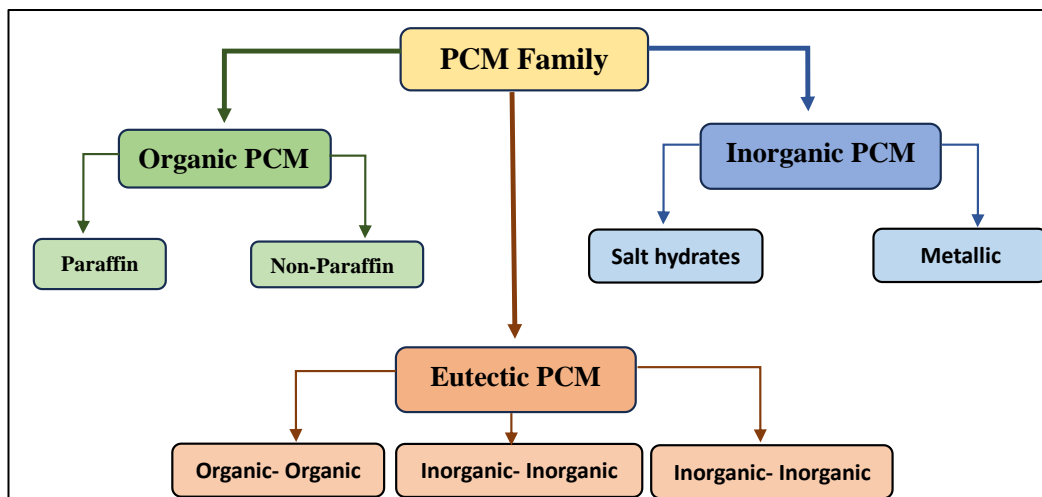 PCM Family
Organic PCM
Inorganic PCM
Paraffin
Non-Paraffin
Salt hydrates
Metallic
Eutectic PCM
Organic- Organic
Inorganic- Inorganic
Inorganic- Inorganic